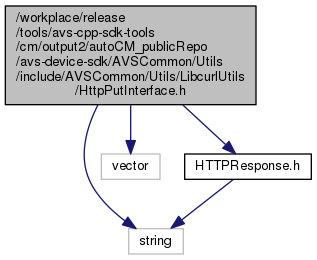 /workplace/release
/tools/avs-cpp-sdk-tools
/cm/output2/autoCM_publicRepo
/avs-device-sdk/AVSCommon/Utils
/include/AVSCommon/Utils/LibcurlUtils
/HttpPutInterface.h
vector
HTTPResponse.h
string